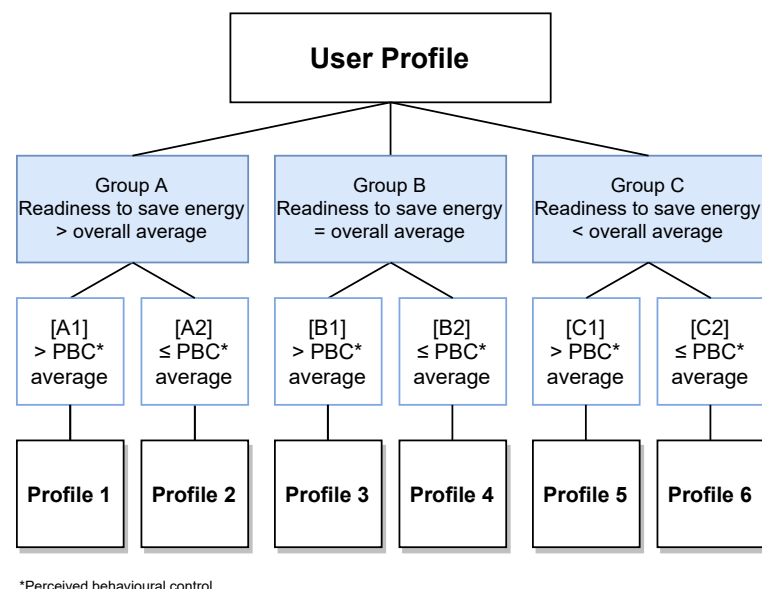 User Profile
Group A
Readiness to save energy
> overall average
Group B
Readiness to save energy
= overall average
Group C
Readiness to save energy
< overall average
[A1]
> PBC*
average
[A2]
≤ PBC*
average
[B1]
> PBC*
average
[B2]
≤ PBC*
average
[C1]
> PBC*
average
[C2]
≤ PBC*
average
Profile 1
Profile 2
Profile 3
Profile 4
Profile 5
Profile 6
*Perceived behavioural control